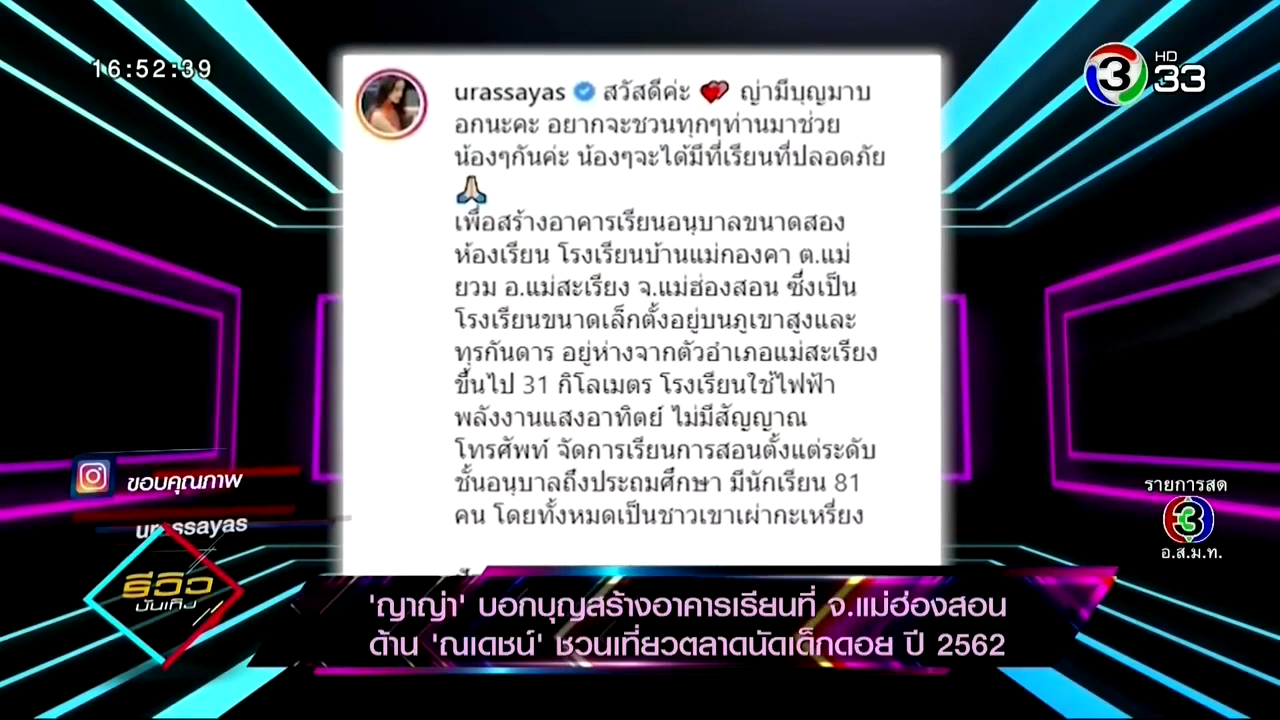 16:52:39
3 HD 33
urassayas สวัสดีค่ะ ญ่ามีบุญมาบ
อกนะคะ อยากจะชวนทุกๆท่านมาช่วย
น้องๆกันค่ะ น้องๆจะได้มีที่เรียนที่ปลอดภัย
เพื่อสร้างอาคารเรียนอนุบาลขนาดสอง
ห้องเรียน โรงเรียนบ้านแม่กองคา ต.แม่
ยวม อ.แม่สะเรียง จ.แม่ฮ่องสอน ซึ่งเป็น
โรงเรียนขนาดเล็กตั้งอยู่บนภูเขาสูงและ
ทุรกันดาร อยู่ห่างจากตัวอำเภอแม่สะเรียง
ขึ้นไป 31 กิโลเมตร โรงเรียนใช้ไฟฟ้า
พลังงานแสงอาทิตย์ ไม่มีสัญญาณ
โทรศัพท์ จัดการเรียนการสอนตั้งแต่ระดับ
ชั้นอนุบาลถึงประถมศึกษา มีนักเรียน 81
คน โดยทั้งหมดเป็นชาวเขาเผ่ากะเหรี่ยง
ขอบคุณภาพ
urassayas
รีวิว
บันเทิง
รายการสด
3
อ.ส.ม.ท.
'ญาญ่า' บอกบุญสร้างอาคารเรียนที่ จ.แม่ฮ่องสอน
ด้าน 'ณเดชน์' ชวนเที่ยวตลาดนัดเด็กดอย ปี 2562